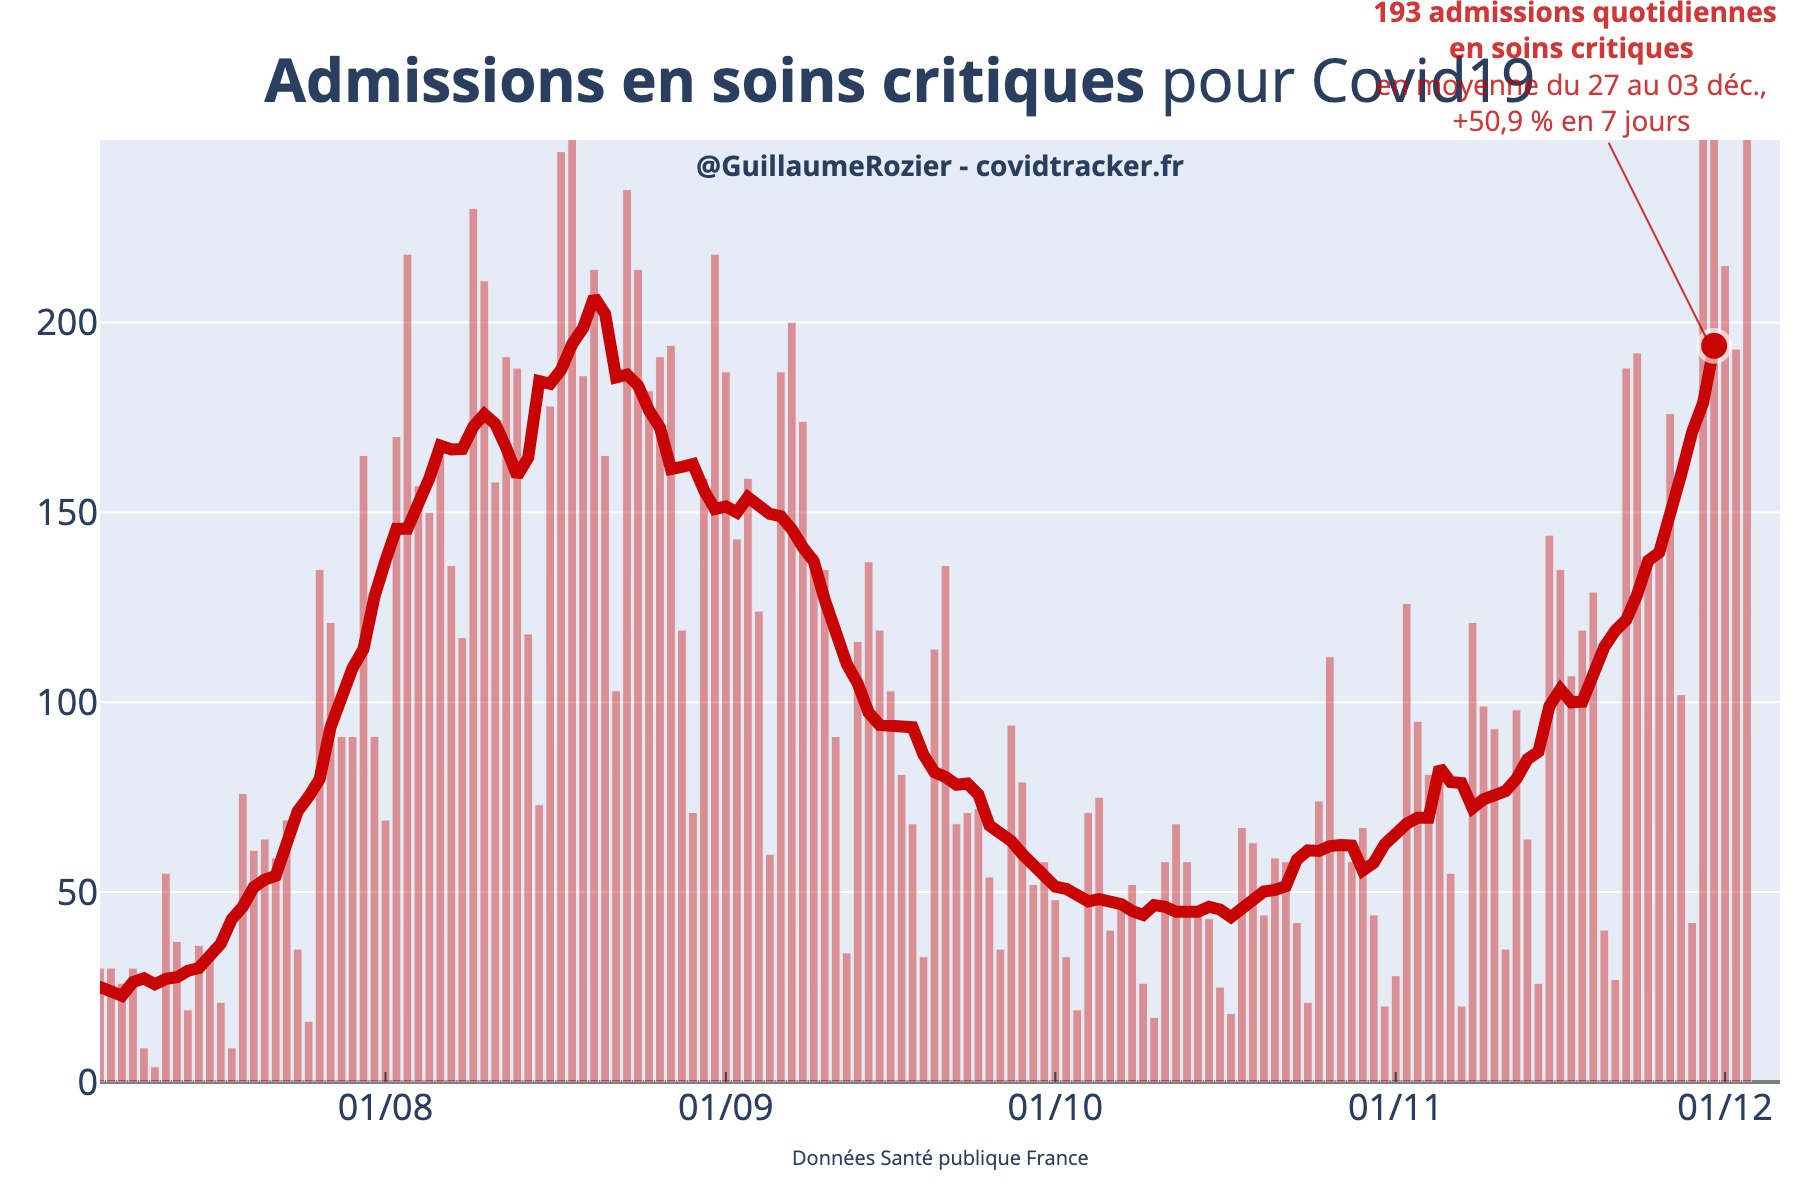 193 admissions quotidiennes
en soins critiques
Admissions en soins critiques pour Covid19
en moyenne du 27 au 03 déc.,
+50,9 % en 7 jours
@GuillaumeRozier - covidtracker.fr
200
150
100
50
0
01/08 01/09 01/10 01/11 01/12
Données Santé publique France